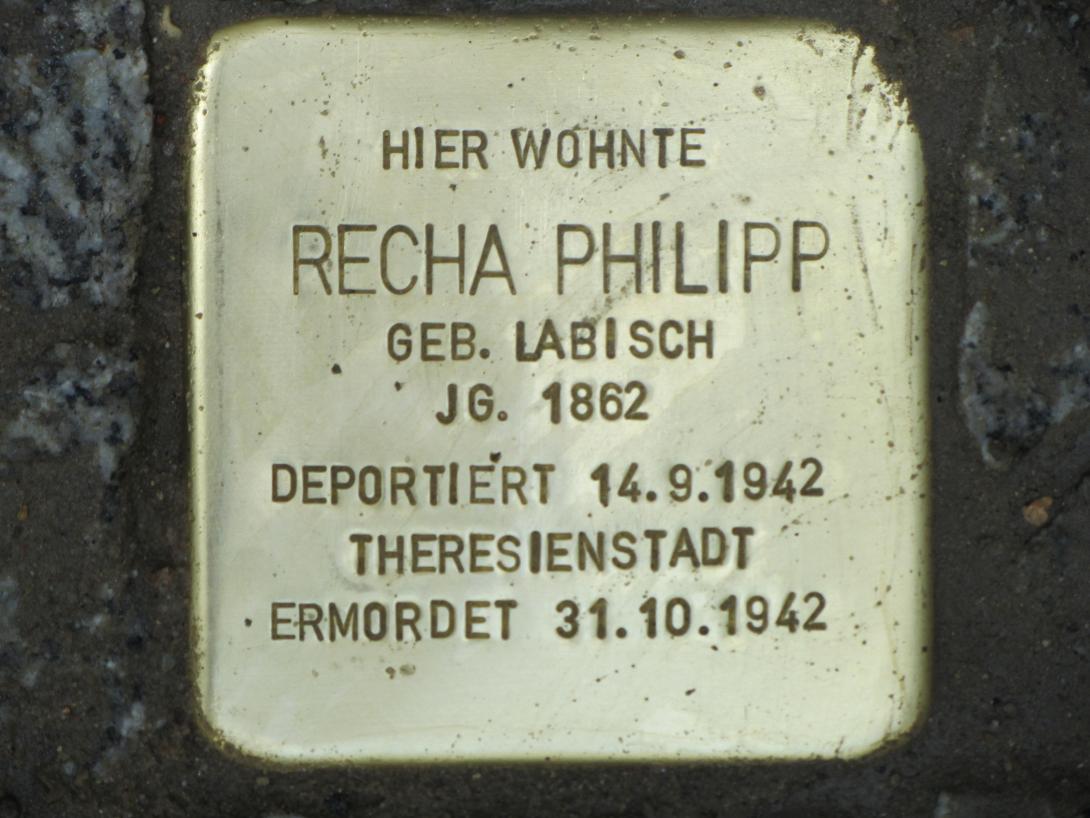 HIER WOHNTE
RECHA PHILIPP
GEB. LABISCH
JG. 1862
DEPORTIERT 14.9.1942
THERESIENSTADT
ERMORDET 31.10.1942